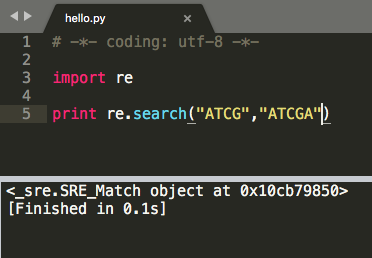 hello.py
1 # -*- coding: utf-8 -*-
2
3 import re
4
5 print re.search("ATCG","ATCGA")
<_sre.SRE_Match object at 0x10cb79850>
[Finished in 0.1s]